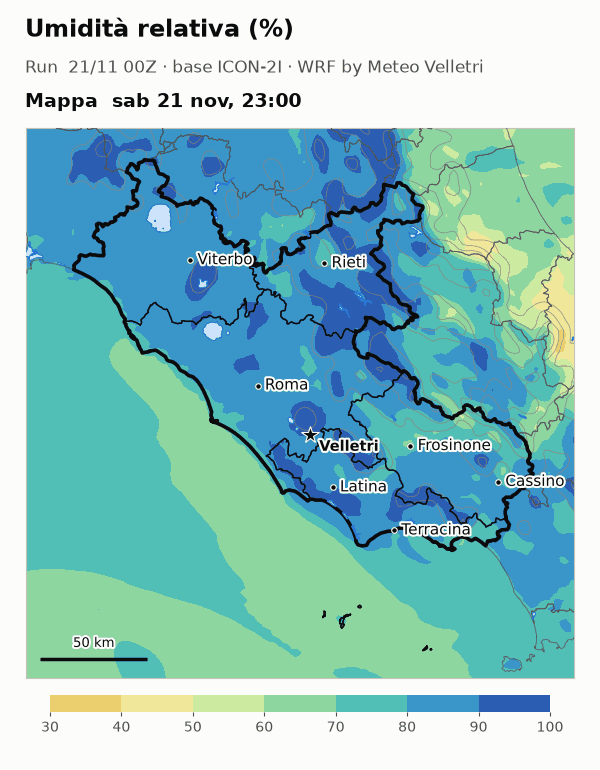 Umidità relativa (%)
Run  21/11 00Z · base ICON-2I · WRF by Meteo Velletri
Mappa  sab 21 nov, 23:00
Viterbo
Rieti
Roma
Velletri
Frosinone
Latina
Cassino
Terracina
50 km
30 40 50 60 70 80 90 100